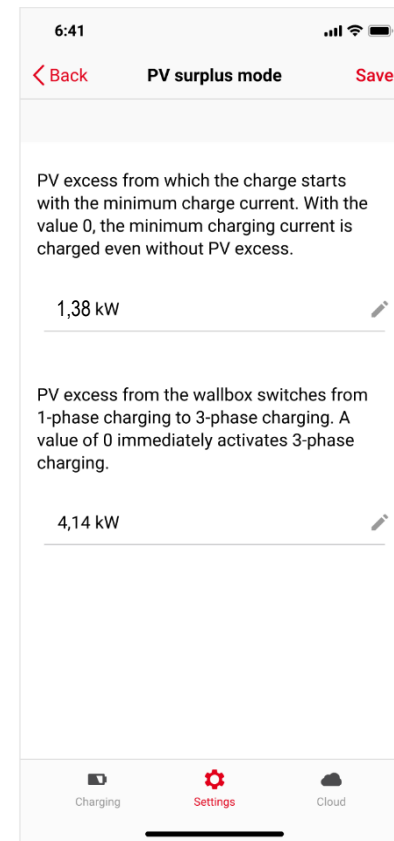 6:41
Back PV surplus mode Save
PV excess from which the charge starts
with the minimum charge current. With the
value 0, the minimum charging current is
charged even without PV excess.
1,38 kW
PV excess from the wallbox switches from
1-phase charging to 3-phase charging. A
value of 0 immediately activates 3-phase
charging.
4,14 kW
Charging Settings Cloud